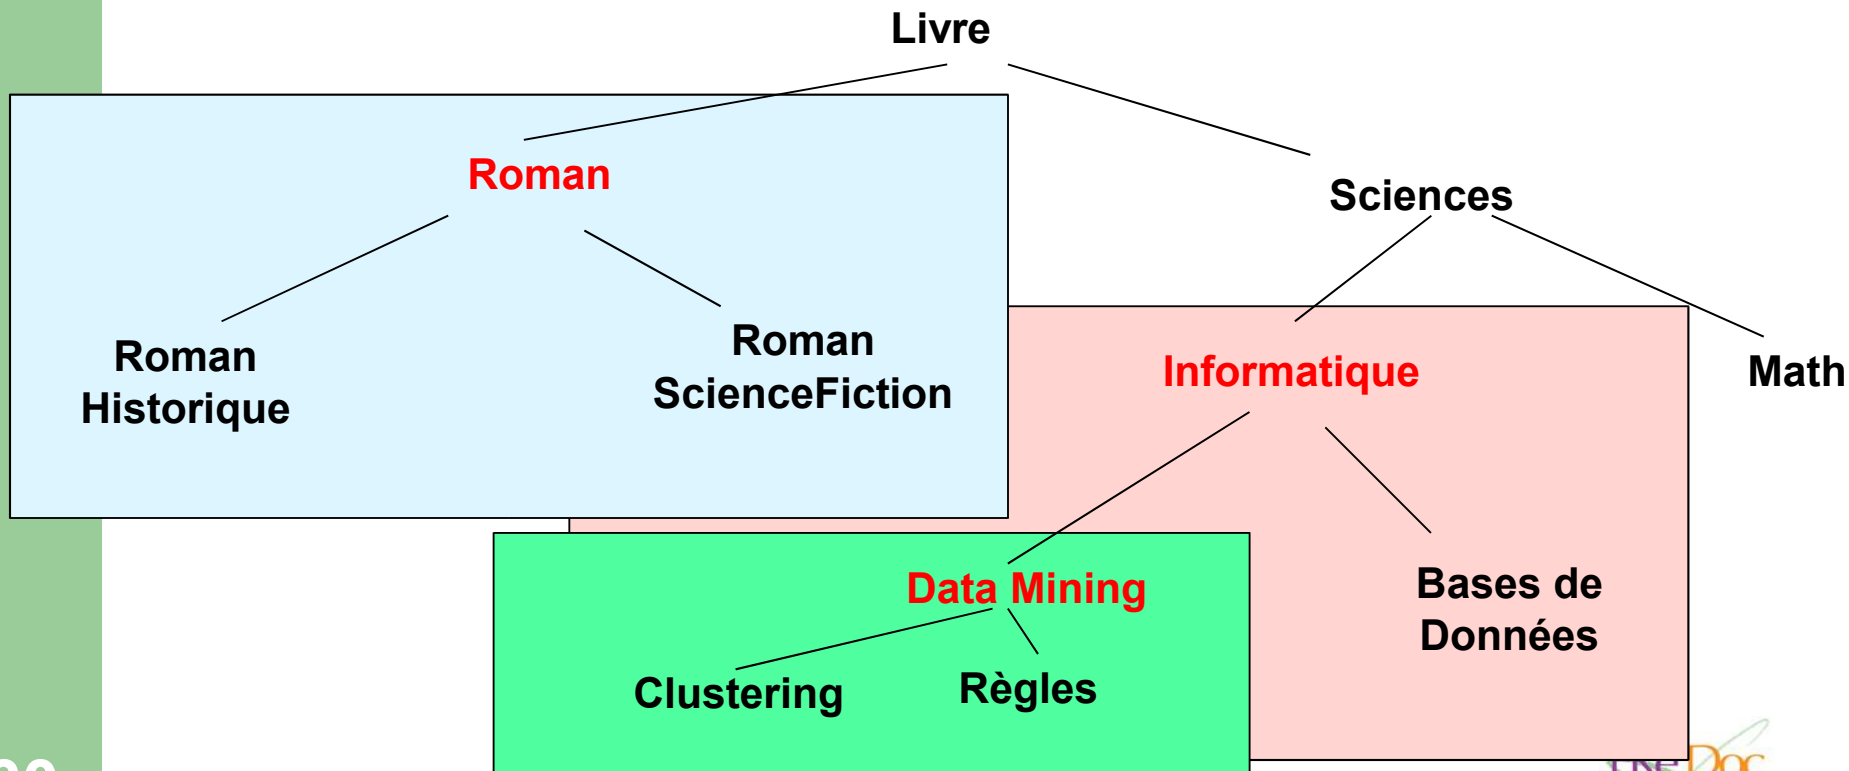 Livre
Roman
Sciences
Roman
Historique
Roman
ScienceFiction
Informatique
Math
Data Mining
Bases de
Données
Clustering
Règles